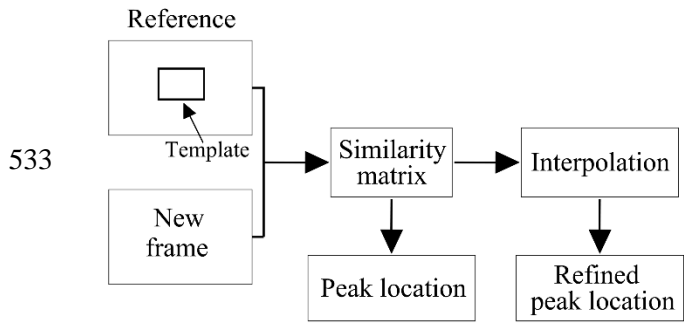 Reference
Template
533
New
frame
Similarity
matrix
Interpolation
Peak location
Refined
peak location